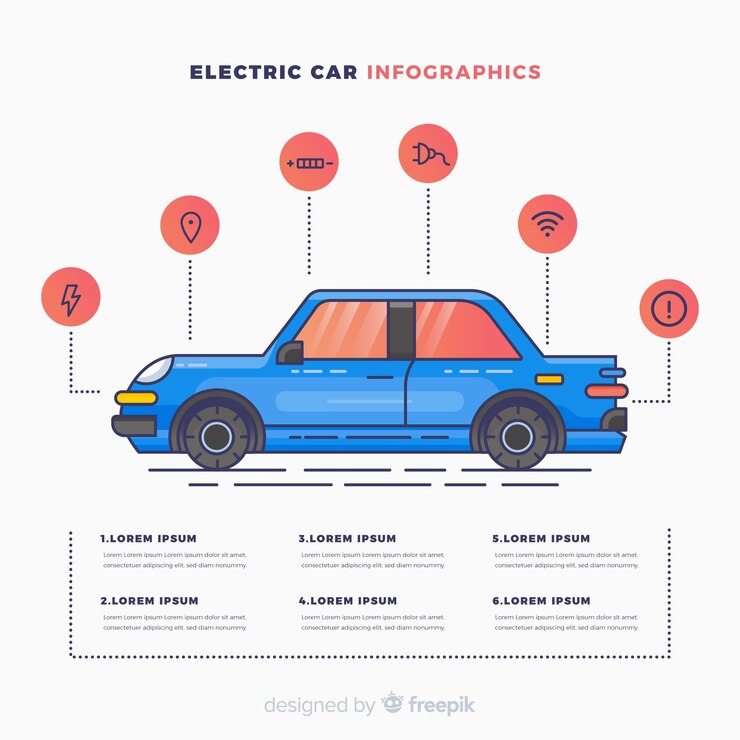 ELECTRIC CAR INFOGRAPHICS
1.LOREM IPSUM
Lorem ipsum Lorem ipsum dolor sit amet,
consectetuer adipiscing elit, sed diam nonummy.
2.LOREM IPSUM
Lorem ipsum Lorem ipsum dolor sit amet,
consectetuer adipiscing elit, sed diam nonummy.
3.LOREM IPSUM
Lorem ipsum Lorem ipsum dolor sit amet,
consectetuer adipiscing elit, sed diam nonummy.
4.LOREM IPSUM
Lorem ipsum Lorem ipsum dolor sit amet,
consectetuer adipiscing elit, sed diam nonummy.
5.LOREM IPSUM
Lorem ipsum Lorem ipsum dolor sit amet,
consectetuer adipiscing elit, sed diam nonummy.
6.LOREM IPSUM
Lorem ipsum Lorem ipsum dolor sit amet,
consectetuer adipiscing elit, sed diam nonummy.
designed by freepik